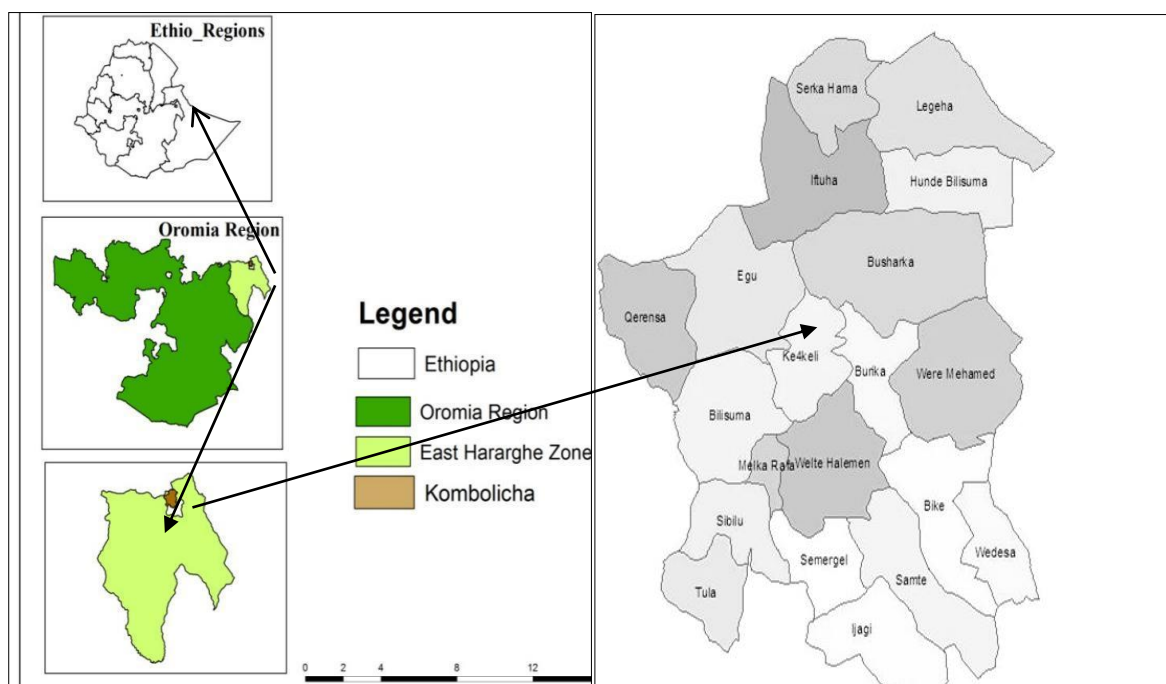 Ethio_Regions
Oromia Region
Legend
Ethiopia
Oromia Region
East Hararghe Zone
Kombolicha
0 2 4 8 12
Serka Hama
Legeha
Iftuha
Hunde Bilisuma
Egu
Busharka
Qerensa
Ke4keli
Burka
Were Mehamed
Bilisuma
Melka Rafa
Welte Halemen
Sibilu
Bike
Semergel
Wedesa
Tula
Samte
Ijagi